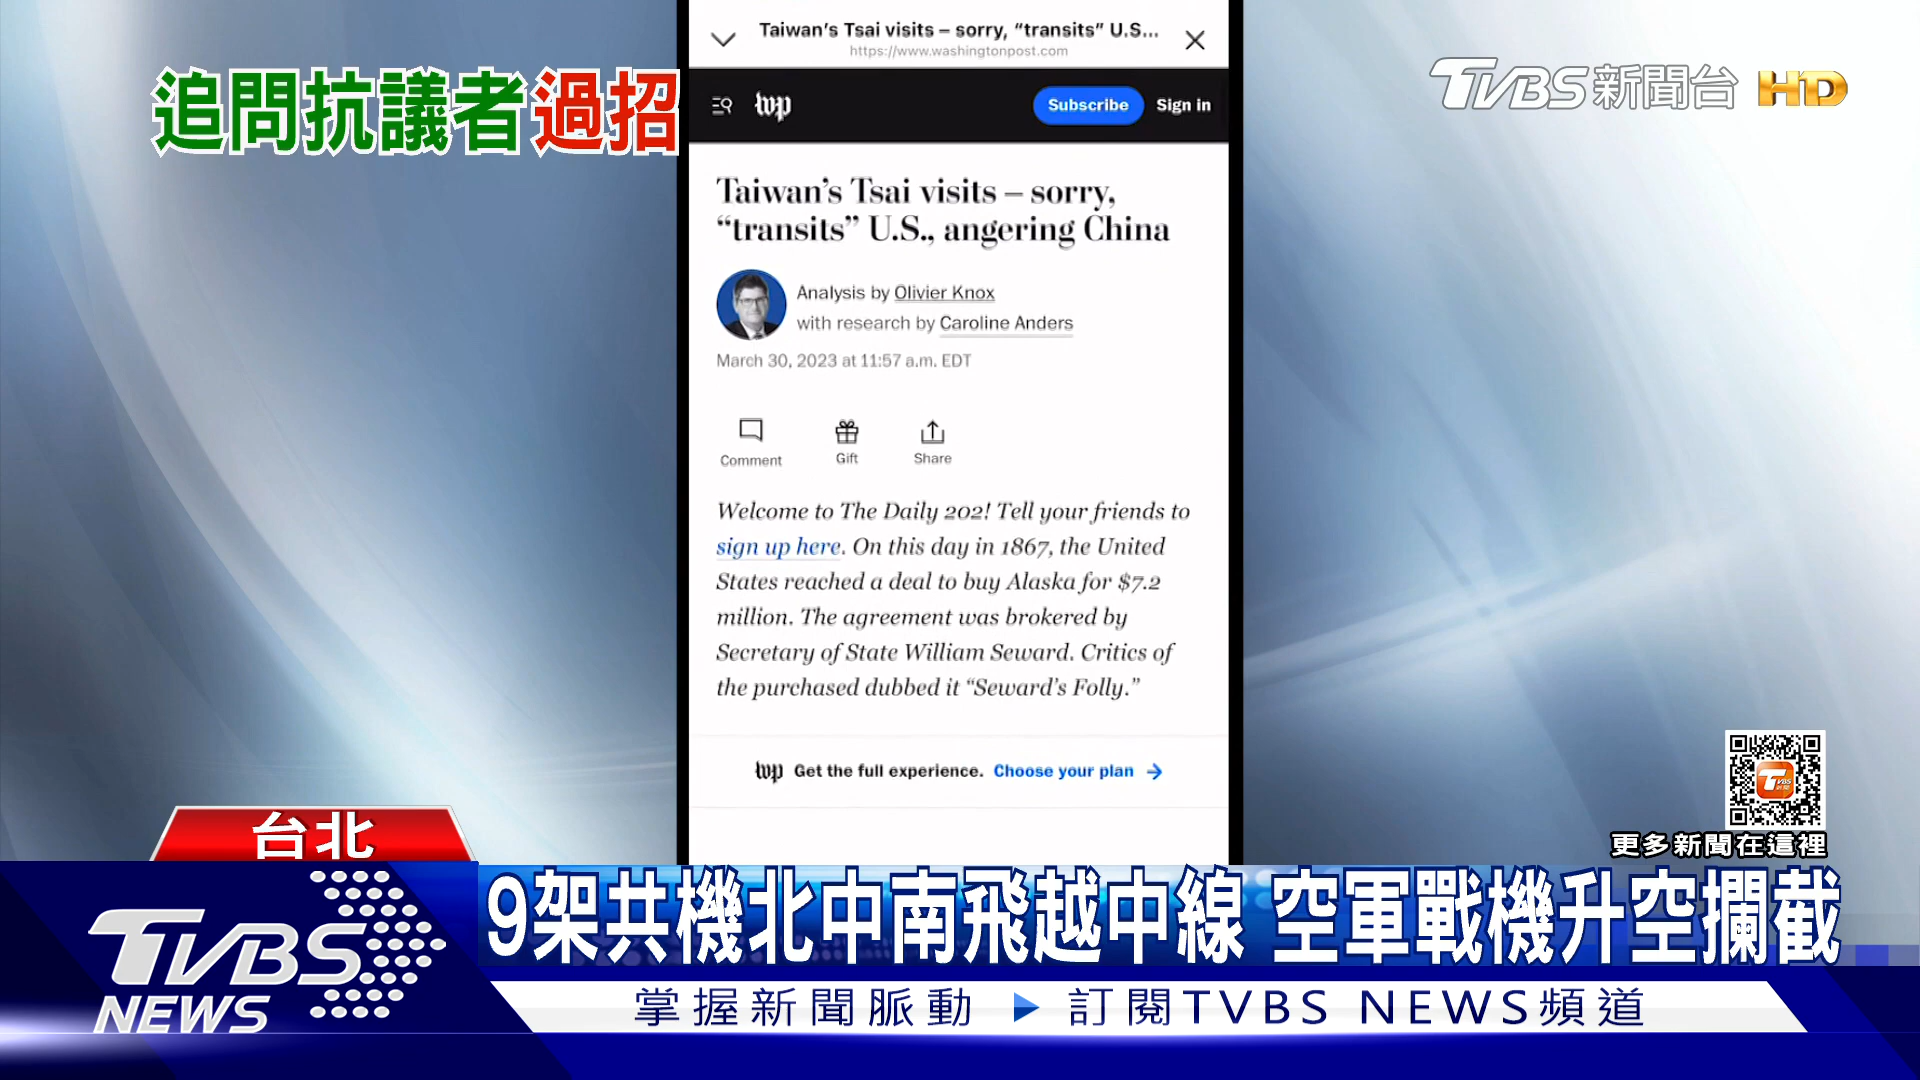 Taiwan's Tsai visits – sorry, “transits” U.S...
https://www.washingtonpost.com
追問抗議者過招
TVBS新聞台 HD
wp
Subscribe
Sign in
Taiwan's Tsai visits – sorry,
“transits” U.S., angering China
Analysis by Olivier Knox
with research by Caroline Anders
March 30, 2023 at 11:57 a.m. EDT
Comment
Gift
Share
Welcome to The Daily 202! Tell your friends to
sign up here. On this day in 1867, the United
States reached a deal to buy Alaska for $7.2
million. The agreement was brokered by
Secretary of State William Seward. Critics of
the purchased dubbed it “Seward's Folly.”
wp Get the full experience. Choose your plan →
更多新聞在這裡
台北
9架共機北中南飛越中線 空軍戰機升空攔截
TVBS
NEWS
掌握新聞脈動 ▶ 訂閱TVBS NEWS頻道